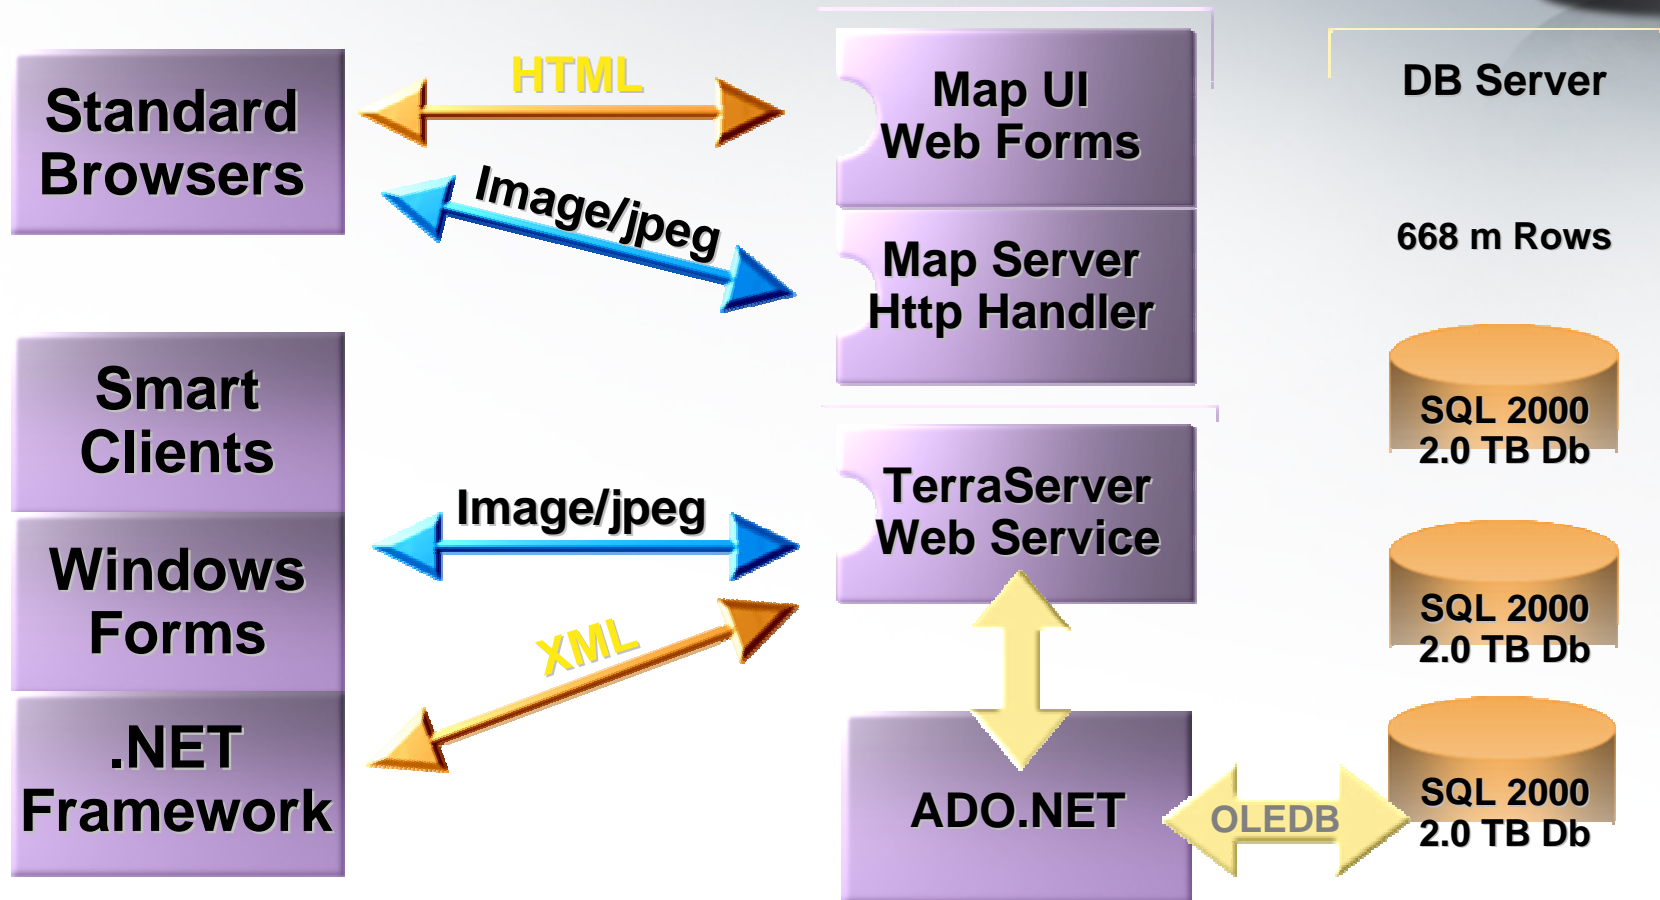 Standard
Browsers
HTML
Image/jpeg
Map UI
Web Forms
Map Server
Http Handler
DB Server
668 m Rows
Smart
Clients
Windows
Forms
.NET
Framework
Image/jpeg
XML
TerraServer
Web Service
ADO.NET
OLEDB
SQL 2000
2.0 TB Db
SQL 2000
2.0 TB Db
SQL 2000
2.0 TB Db